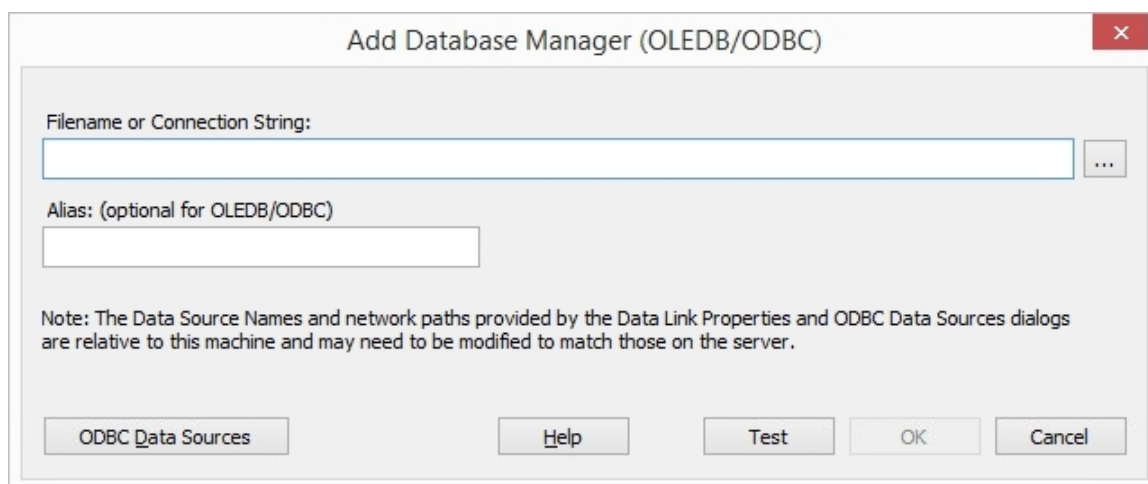 Add Database Manager (OLEDB/ODBC)
Filename or Connection String:
...
Alias: (optional for OLEDB/ODBC)
Note: The Data Source Names and network paths provided by the Data Link Properties and ODBC Data Sources dialogs
are relative to this machine and may need to be modified to match those on the server.
ODBC Data Sources Help Test OK Cancel